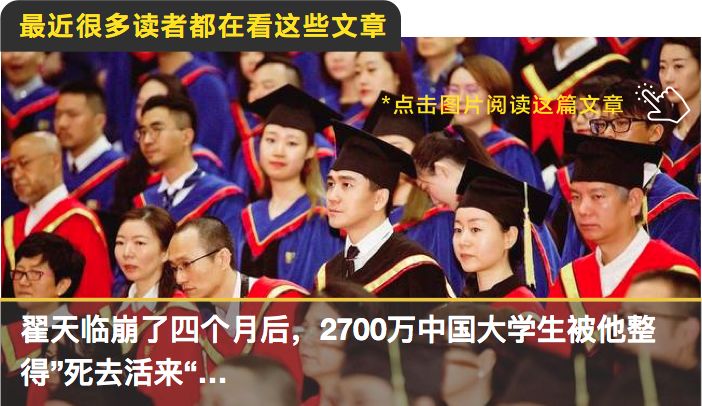 最近很多读者都在看这些文章
*点击图片阅读这篇文章
翟天临崩了四个月后，2700万中国大学生被他整
得”死去活来“...